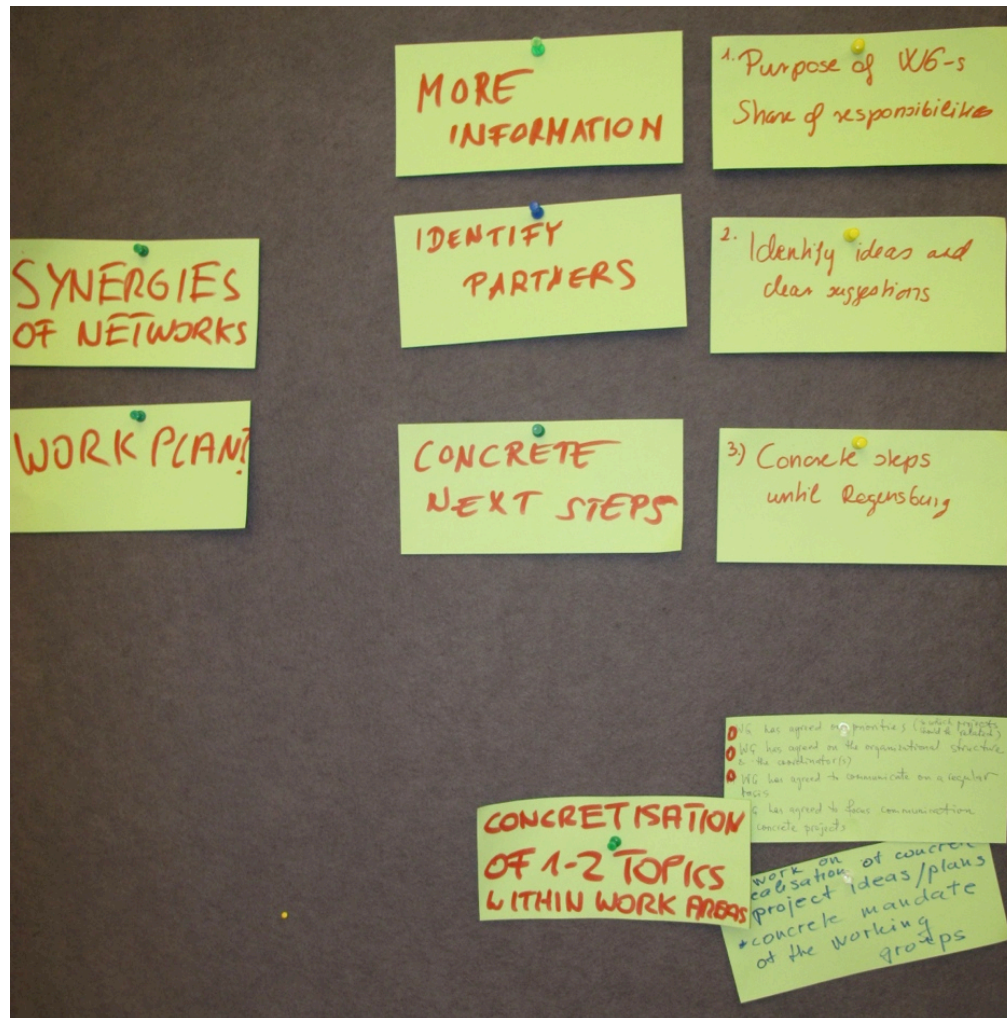 SYNERGIES
OF NETWORKS
WORK PLAN!
MORE
INFORMATION
IDENTIFY
PARTNERS
CONCRETE
NEXT STEPS
1. Purpose of WG-s
Share of responsibilities
2. Identify ideas and
clear suggestions
3.) Concrete steps
until Regensburg
CONCRETISATION
OF 1-2 TOPICS
WITHIN WORK AREAS
WG has agreed on priorities
WG has agreed on the organizational structure
& the coordinator(s)
WG has agreed to communicate on a regular
basis
has agreed to focus communication
concrete projects
work on
of
project ideas/plans
• concrete mandate
of the working
groups